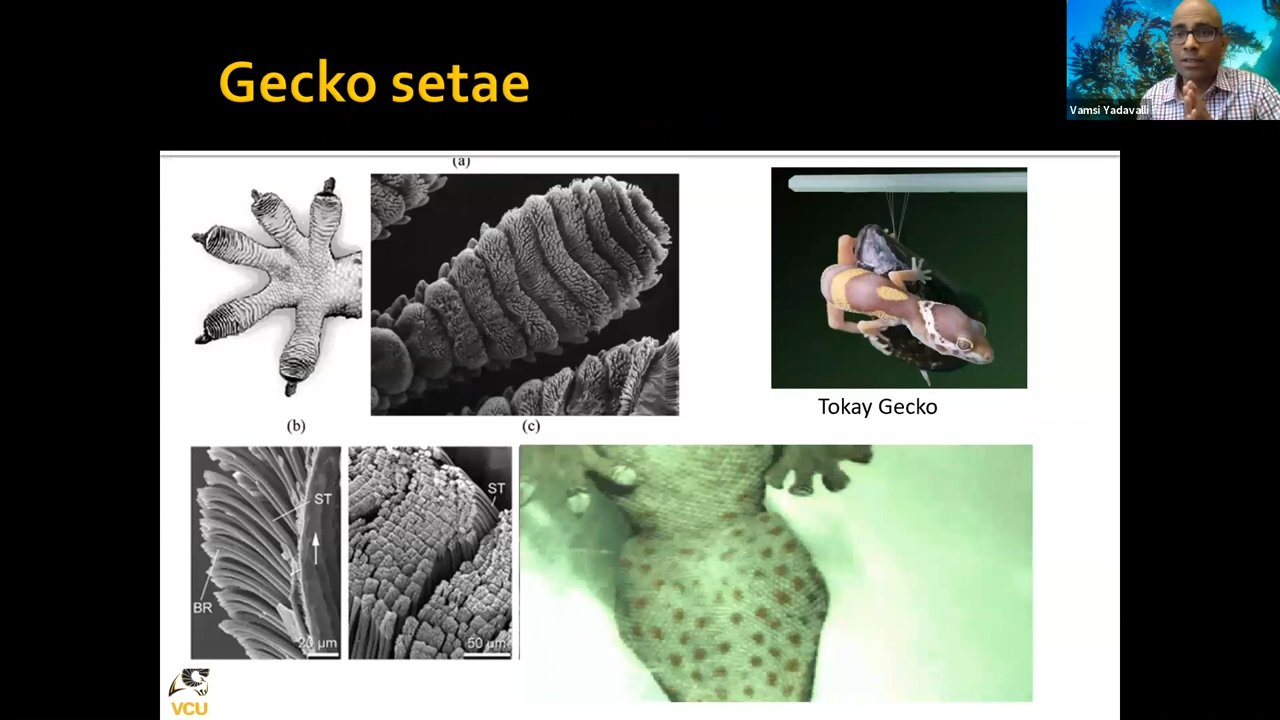 Gecko setae
Vamsi Yadavalli
(a)
Tokay Gecko
(b)
(c)
ST
BR
20 μm
ST
50 μm
VCU